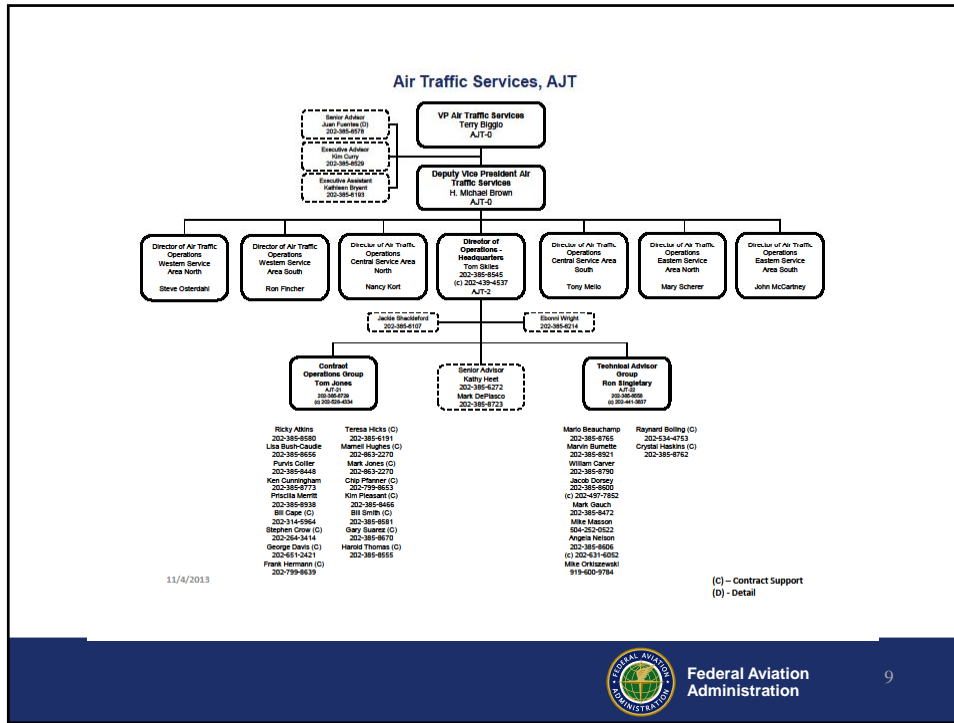 Air Traffic Services, AJT
VP Air Traffic Services
Terry Biggio
AJT-0
Senior Advisor
Juan Fuentes (D)
202-385-8578
Executive Advisor
Kim Curry
202-385-8529
Executive Assistant
Kathleen Bryant
202-385-8193
Deputy Vice President Air
Traffic Services
H. Michael Brown
AJT-0
Director of Air Traffic
Operations
Western Service
Area North
Steve Osterdahl
Director of Air Traffic
Operations
Western Service
Area South
Ron Fincher
Director of Air Traffic
Operations
Central Service Area
North
Nancy Kort
Director of
Operations -
Headquarters
Tom Skiles
202-385-8545
(c) 202-439-4537
AJT-2
Director of Air Traffic
Operations
Central Service Area
South
Tony Mello
Director of Air Traffic
Operations
Eastern Service
Area North
Mary Scherer
Director of Air Traffic
Operations
Eastern Service
Area South
John McCartney
Jackie Shackleford
202-385-6107
Ebonni Wright
202-385-6214
Contract
Operations Group
Tom Jones
AJT-21
202-385-8729
(c) 202-528-4334
Senior Advisor
Kathy Heet
202-385-6272
Mark DePlasco
202-385-8723
Technical Advisor
Group
Ron Singletary
AJT-22
202-385-8558
(c) 202-441-3837
Ricky Atkins
202-385-8580
Lisa Bush-Caudle
202-385-8656
Purvis Collier
202-385-8448
Ken Cunningham
202-385-8773
Priscilla Merritt
202-385-8938
Bill Cape (C)
202-314-5964
Stephen Crow (C)
202-264-3414
George Davis (C)
202-651-2421
Frank Hermann (C)
202-799-8639
Teresa Hicks (C)
202-385-6191
Marnell Hughes (C)
202-863-2270
Mark Jones (C)
202-863-2270
Chip Pfanner (C)
202-799-8653
Kim Pleasant (C)
202-385-8466
Bill Smith (C)
202-385-8581
Gary Suarez (C)
202-385-8670
Harold Thomas (C)
202-385-8555
Mario Beauchamp
202-385-8765
Marvin Burnette
202-385-8921
William Carver
202-385-8790
Jacob Dorsey
202-385-8600
(c) 202-497-7852
Mark Gauch
202-385-8472
Mike Masson
504-252-0522
Angela Nelson
202-385-8606
(c) 202-631-6052
Mike Orkiszewski
919-600-9784
Raynard Bolling (C)
202-534-4753
Crystal Haskins (C)
202-385-8762
11/4/2013
(C) – Contract Support
(D) - Detail
FEDERAL AVIATION
ADMINISTRATION
Federal Aviation
Administration
9